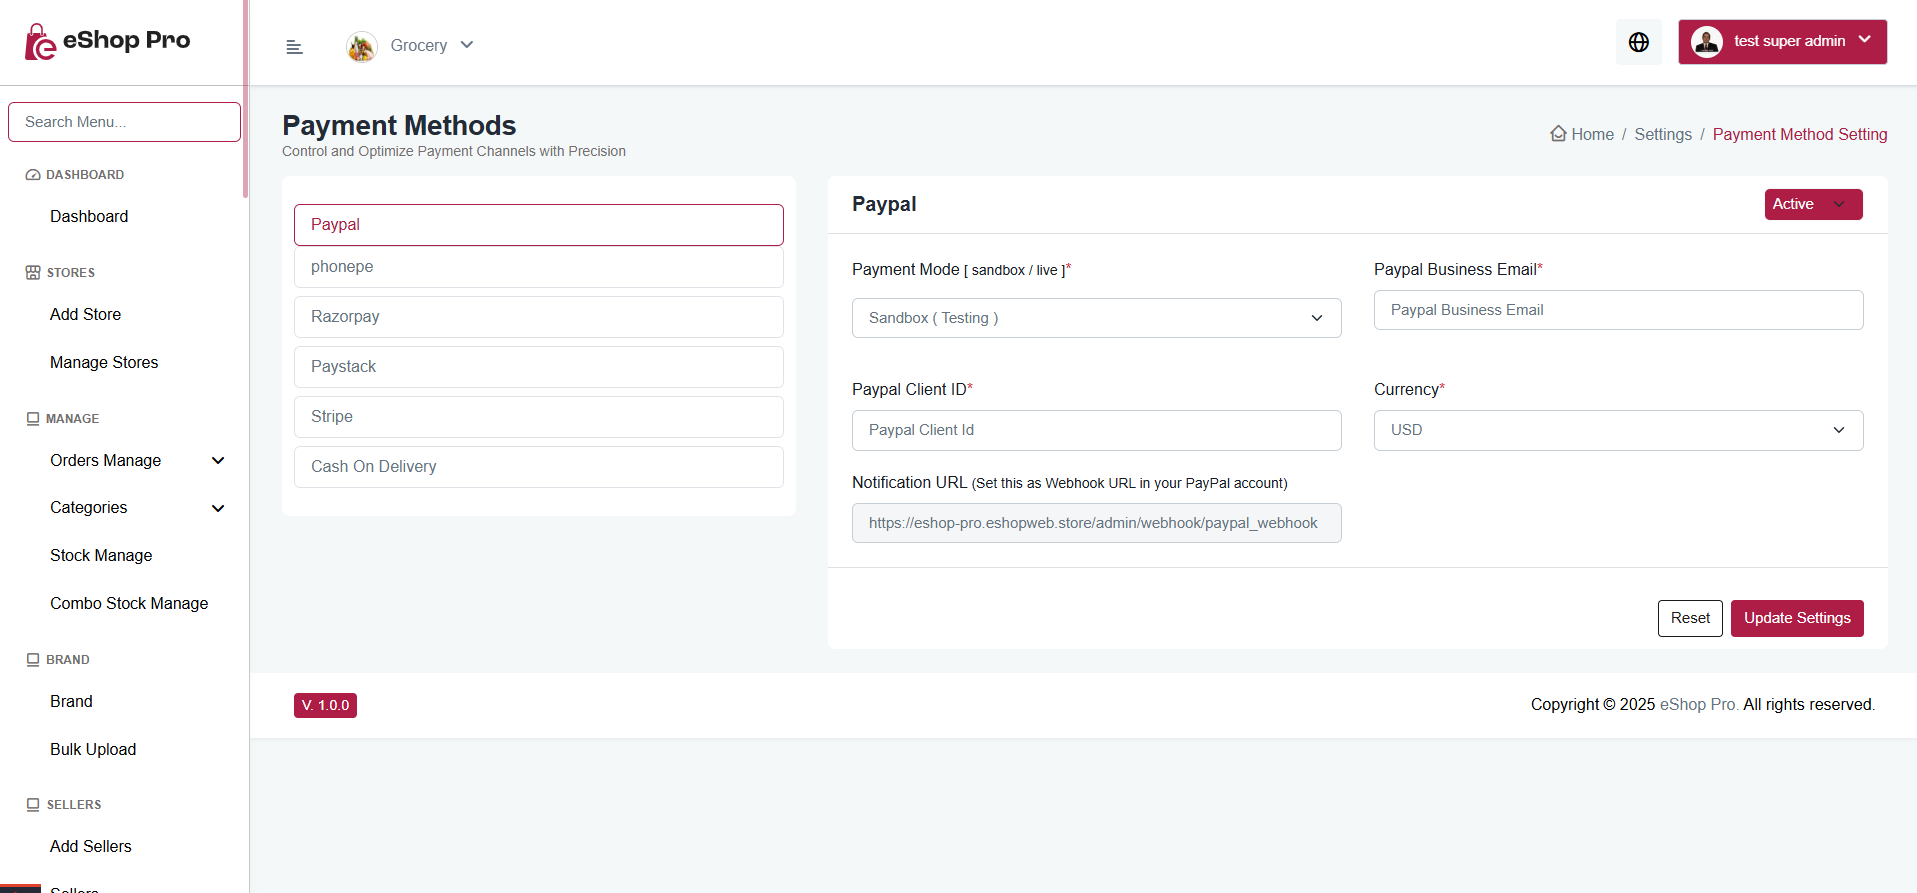 eShop Pro
Grocery
test super admin
Search Menu...
DASHBOARD
Dashboard
STORES
Add Store
Manage Stores
MANAGE
Orders Manage
Categories
Stock Manage
Combo Stock Manage
BRAND
Brand
Bulk Upload
SELLERS
Add Sellers
Sellers
Payment Methods
Control and Optimize Payment Channels with Precision
Home / Settings / Payment Method Setting
Paypal
phonepe
Razorpay
Paystack
Stripe
Cash On Delivery
Paypal
Active
Payment Mode [ sandbox / live ]*
Sandbox ( Testing )
Paypal Business Email*
Paypal Business Email
Paypal Client ID*
Paypal Client Id
Currency*
USD
Notification URL (Set this as Webhook URL in your PayPal account)
https://eshop-pro.eshopweb.store/admin/webhook/paypal_webhook
Reset
Update Settings
V. 1.0.0
Copyright © 2025 eShop Pro. All rights reserved.